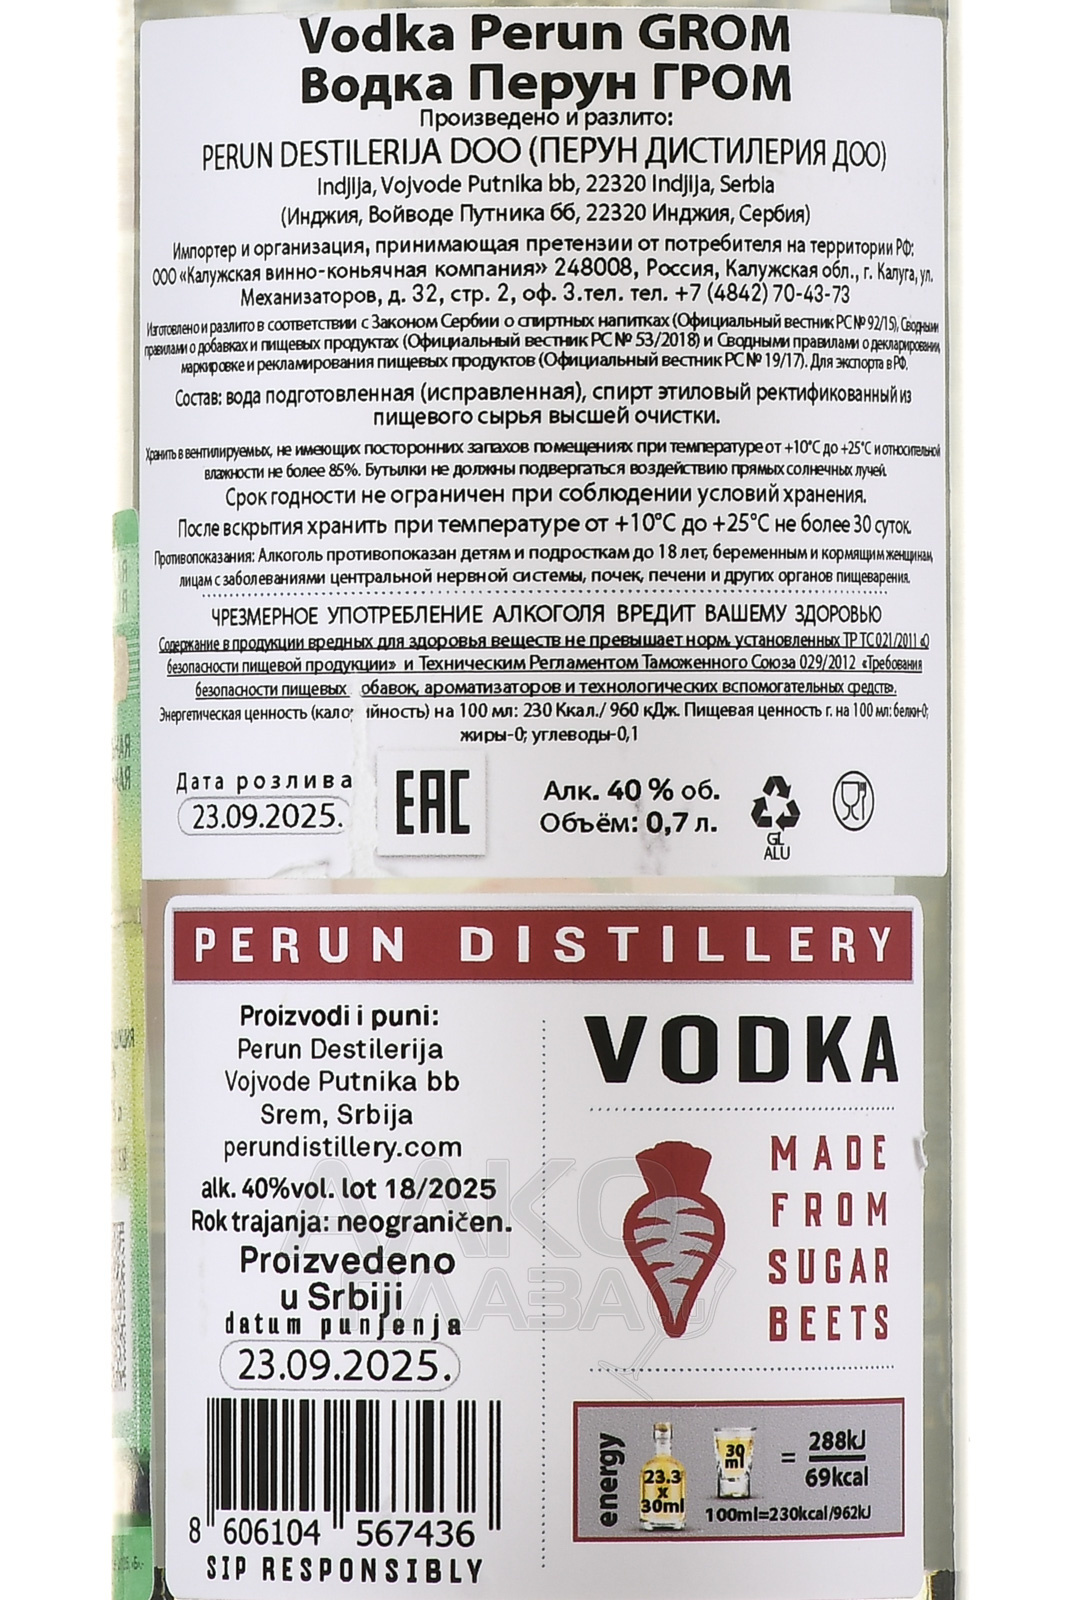 Vodka Perun GROM
Водка Перун ГРОМ
Произведено и разлито:
PERUN DESTILERIJA DOO (ПЕРУН ДИСТИЛЕРИЯ ДОО)
Indjija, Vojvode Putnika bb, 22320 Indjija, Serbia
(Инджия, Войводе Путника бб, 22320 Инджия, Сербия)
Импортер и организация, принимающая претензии от потребителя на территории РФ:
ООО «Калужская винно-коньячная компания» 248008, Россия, Калужская обл., г. Калуга, ул.
Механизаторов, д. 32, стр. 2, оф. 3.тел. тел. +7 (4842) 70-43-73
Изготовлено и разлито в соответствии с Законом Сербии о спиртных напитках (Официальный вестник РС № 92/15), Сводными
правилами о добавках и пищевых продуктах (Официальный вестник РС № 53/2018) и Сводными правилами о декларировании,
маркировке и рекламирования пищевых продуктов (Официальный вестник РС № 19/17). Для экспорта в РФ.
Состав: вода подготовленная (исправленная), спирт этиловый ректификованный из
пищевого сырья высшей очистки.
Хранить в вентилируемых, не имеющих посторонних запахов помещениях при температуре от +10°С до +25°С и относительной
влажности не более 85%. Бутылки не должны подвергаться воздействию прямых солнечных лучей.
Срок годности не ограничен при соблюдении условий хранения.
После вскрытия хранить при температуре от +10°С до +25°С не более 30 суток.
Противопоказания: Алкоголь противопоказан детям и подросткам до 18 лет, беременным и кормящим женщинам,
лицам с заболеваниями центральной нервной системы, почек, печени и других органов пищеварения.
ЧРЕЗМЕРНОЕ УПОТРЕБЛЕНИЕ АЛКОГОЛЯ ВРЕДИТ ВАШЕМУ ЗДОРОВЬЮ
Содержание в продукции вредных для здоровья веществ не превышает норм, установленных ТР ТС 021/2011 «О
безопасности пищевой продукции» и Техническим Регламентом Таможенного Союза 029/2012 «Требования
безопасности пищевых обавок, ароматизаторов и технологических вспомогательных средств».
Энергетическая ценность (кало ийность) на 100 мл: 230 Ккал./ 960 кДж. Пищевая ценность г. на 100 мл: белки-0;
жиры-0; углеводы-0,1
Дата розлива
23.09.2025.
EAC
Алк. 40 % об.
Объём: 0,7 л.
GL
ALU
PERUN DISTILLERY
Proizvodi i puni:
Perun Destilerija
Vojvode Putnika bb
Srem, Srbija
perundistillery.com
alk. 40%vol. lot 18/2025
Rok trajanja: neograničen.
Proizvedeno
u Srbiji
datum punjenja
23.09.2025.
8 606104 567436
SIP RESPONSIBLY
VODKA
MADE
FROM
SUGAR
BEETS
energy
23.3
x
30ml
30
ml
=
288kJ
69kcal
100ml=230kcal/962kJ
АЛКО
ГЛАВА